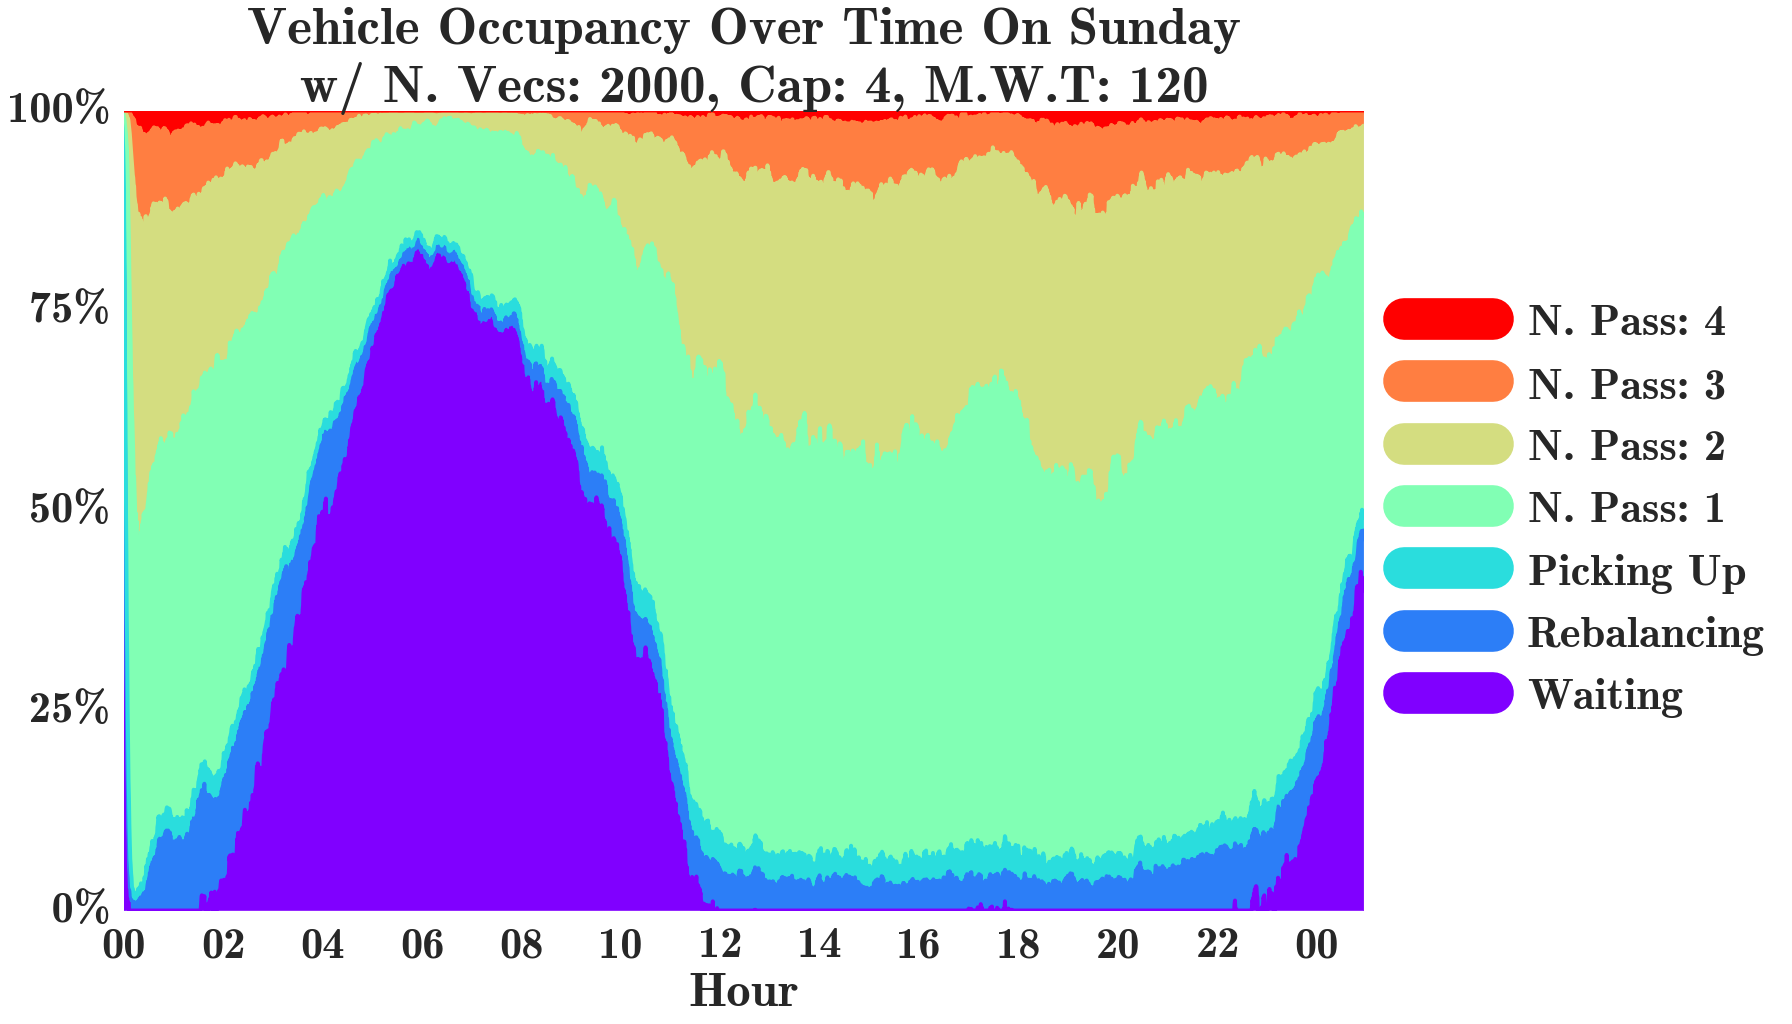 Vehicle Occupancy Over Time On Sunday
w/ N. Vecs: 2000, Cap: 4, M.W.T: 120
100%
75%
50%
25%
0%
00 02 04 06 08 10 12 14 16 18 20 22 00
Hour
N. Pass: 4
N. Pass: 3
N. Pass: 2
N. Pass: 1
Picking Up
Rebalancing
Waiting